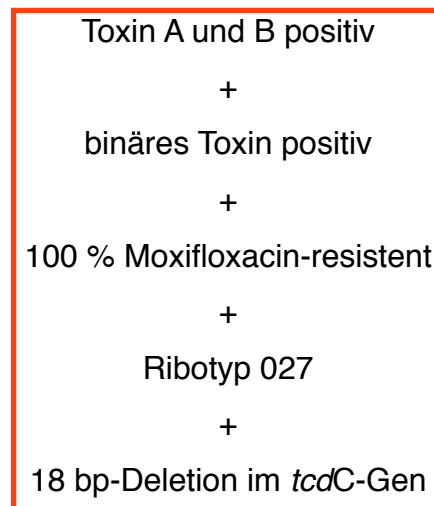 Toxin A und B positiv
+
binäres Toxin positiv
+
100 % Moxifloxacin-resistent
+
Ribotyp 027
+
18 bp-Deletion im tcdC-Gen